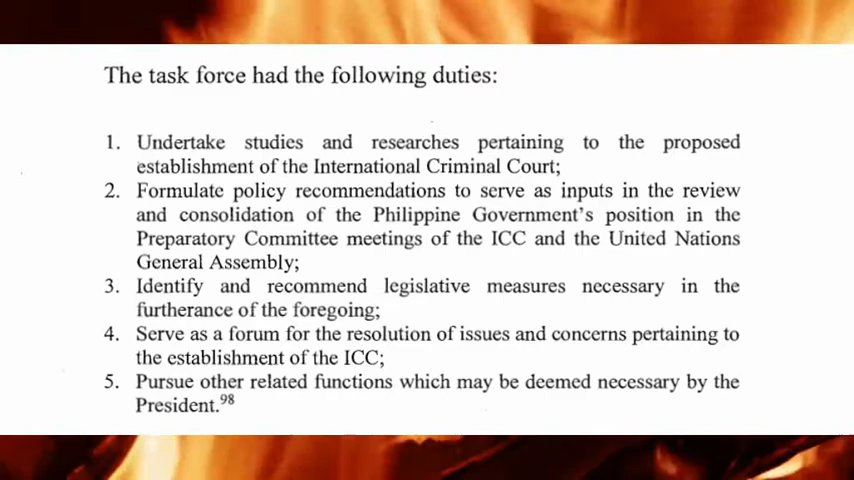 The task force had the following duties:
1. Undertake studies and researches pertaining to the proposed
establishment of the International Criminal Court;
2. Formulate policy recommendations to serve as inputs in the review
and consolidation of the Philippine Government's position in the
Preparatory Committee meetings of the ICC and the United Nations
General Assembly;
3. Identify and recommend legislative measures necessary in the
furtherance of the foregoing;
4. Serve as a forum for the resolution of issues and concerns pertaining to
the establishment of the ICC;
5. Pursue other related functions which may be deemed necessary by the
President.98